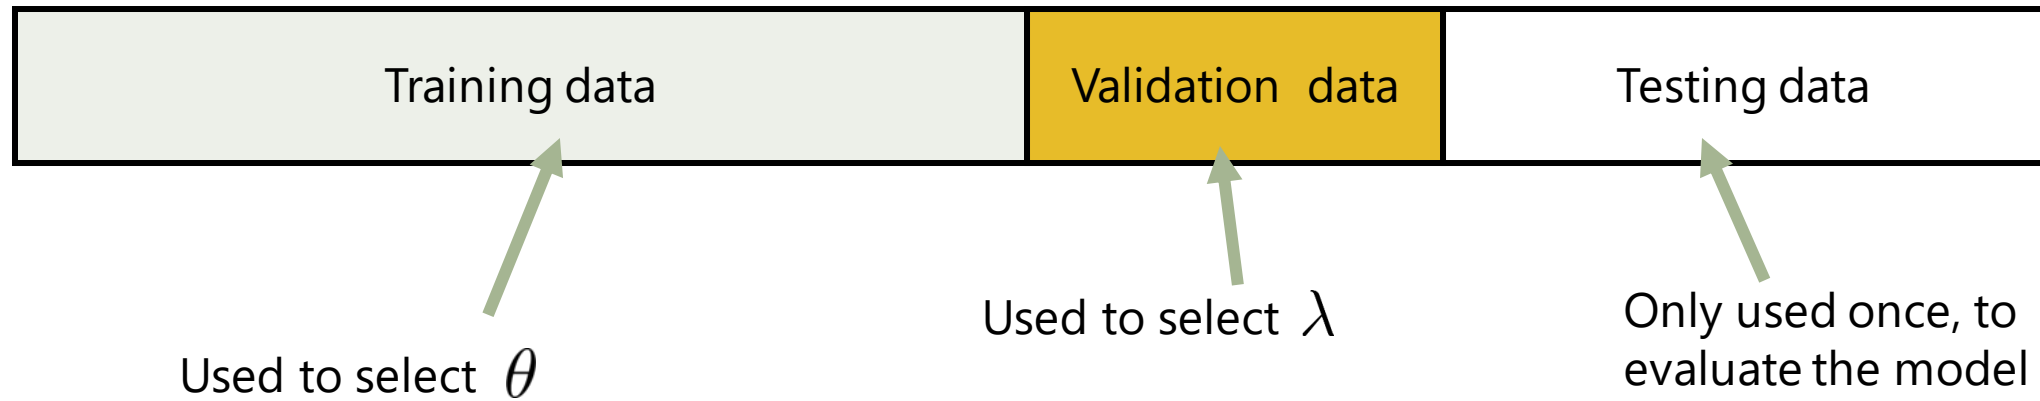 Training data
Validation data
Testing data
Used to select θ
Used to select λ
Only used once, to
evaluate the model